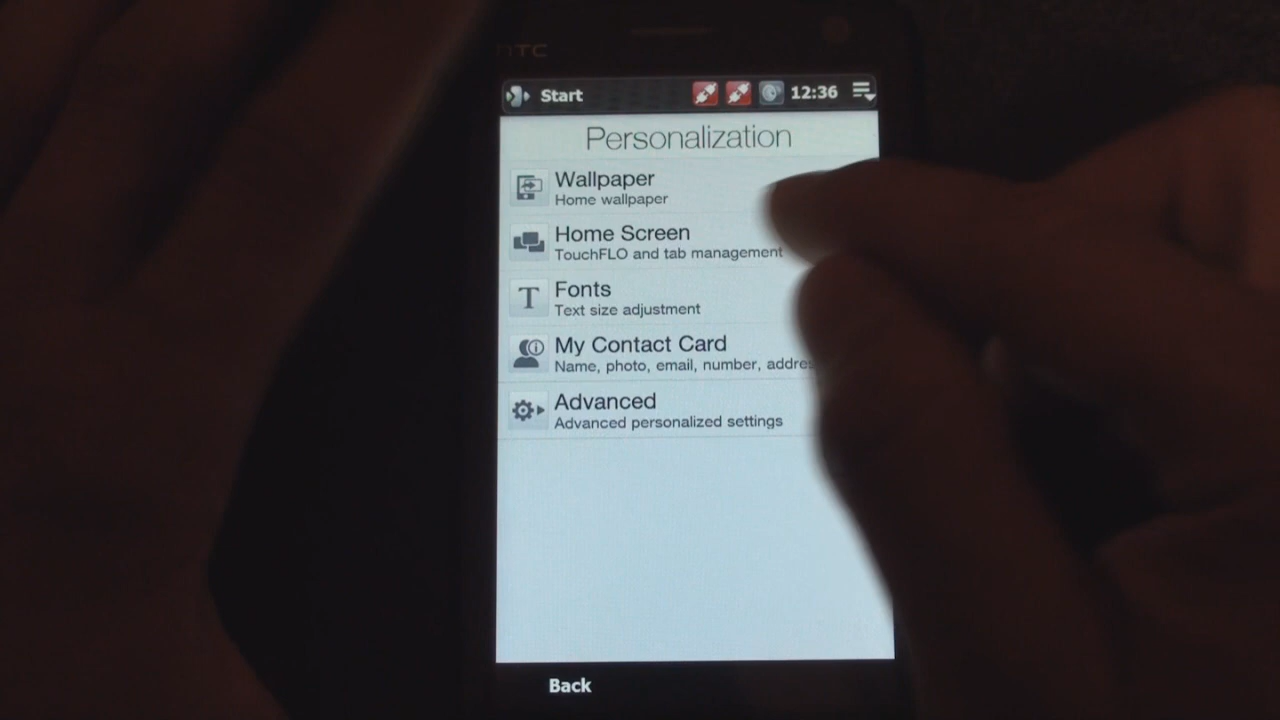 HTC
Start 12:36
Personalization
Wallpaper
Home wallpaper
Home Screen
TouchFLO and tab management
Fonts
Text size adjustment
My Contact Card
Name, photo, email, number, addres
Advanced
Advanced personalized settings
Back